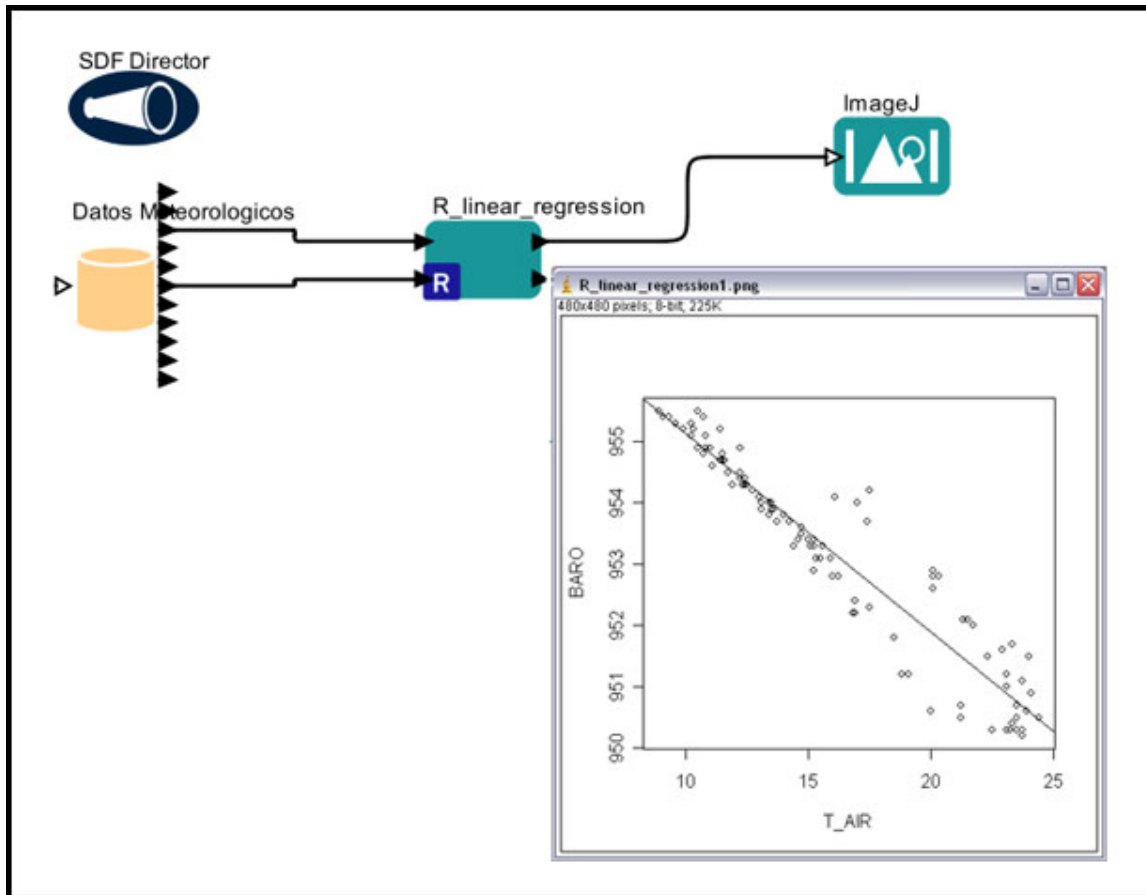 SDF Director
ImageJ
Datos Meteorologicos
R_linear_regression
R
R_linear_regression1.png
480x480 pixels; 8-bit; 225K
955
954
953
952
951
950
BARO
10 15 20 25
T_AIR